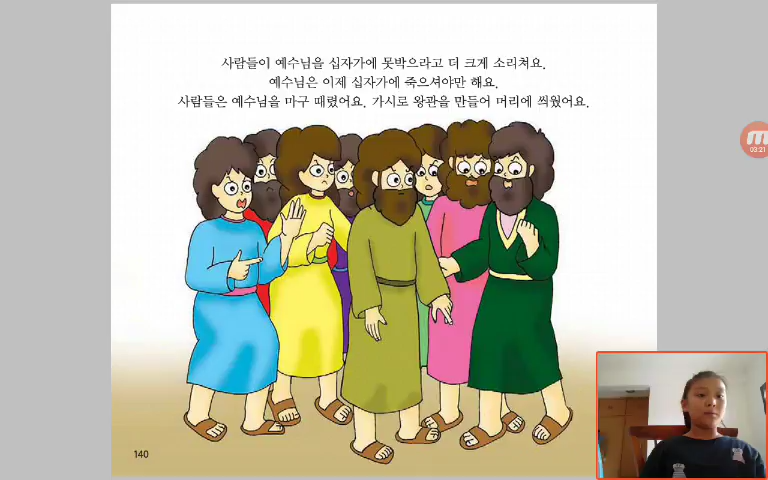 사람들이 예수님을 십자가에 못박으라고 더 크게 소리쳐요.
예수님은 이제 십자가에 죽으셔야만 해요.
사람들은 예수님을 마구 때렸어요. 가시로 왕관을 만들어 머리에 씌웠어요.
03:21
140